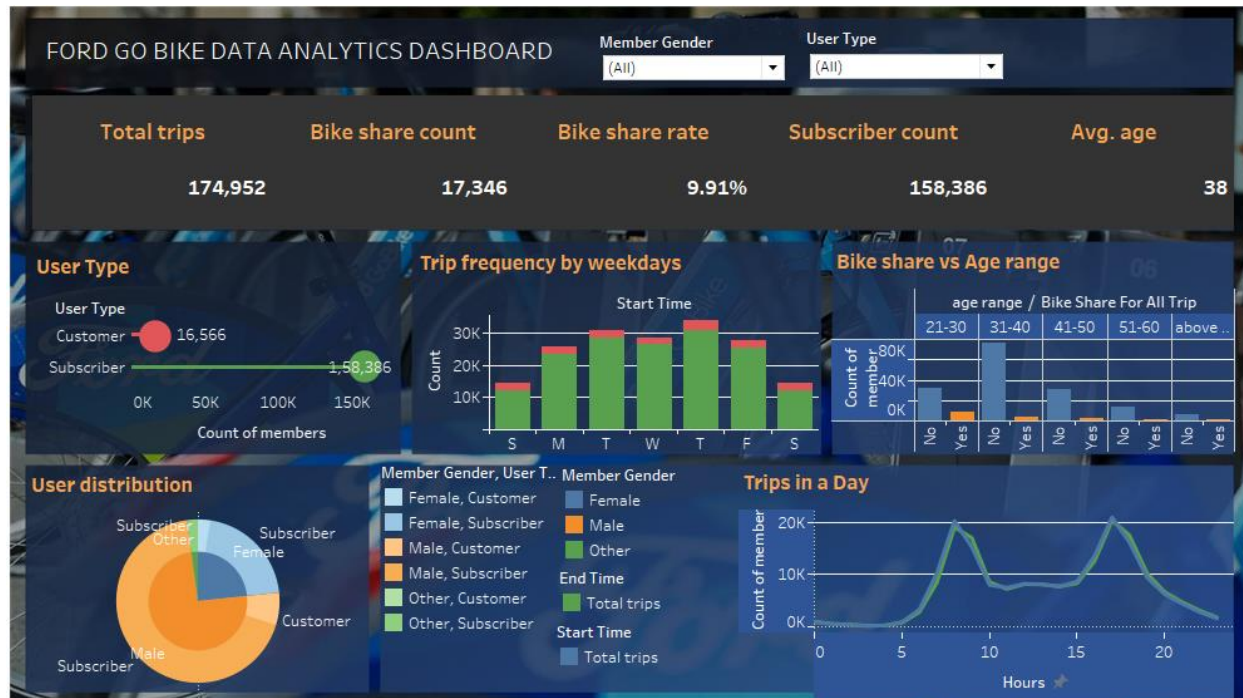 FORD GO BIKE DATA ANALYTICS DASHBOARD
Member Gender
(All)
User Type
(All)
Total trips
174,952
Bike share count
17,346
Bike share rate
9.91%
Subscriber count
158,386
Avg. age
38
User Type
User Type
Customer 16,566
Subscriber 1,58,386
0K 50K 100K 150K
Count of members
Trip frequency by weekdays
Start Time
Count
30K
20K
10K
S M T W T F S
Bike share vs Age range
07
08
age range / Bike Share For All Trip
21-30 31-40 41-50 51-60 above ..
Count of
member
80K
40K
0K
No Yes No Yes No Yes No Yes No Yes
User distribution
Subscriber
Other
Subscriber
Female
Customer
Male
Subscriber
Member Gender, User T..
Female, Customer
Female, Subscriber
Male, Customer
Male, Subscriber
Other, Customer
Other, Subscriber
Member Gender
Female
Male
Other
End Time
Total trips
Start Time
Total trips
Trips in a Day
Count of member
20K
10K
0K
0 5 10 15 20
Hours